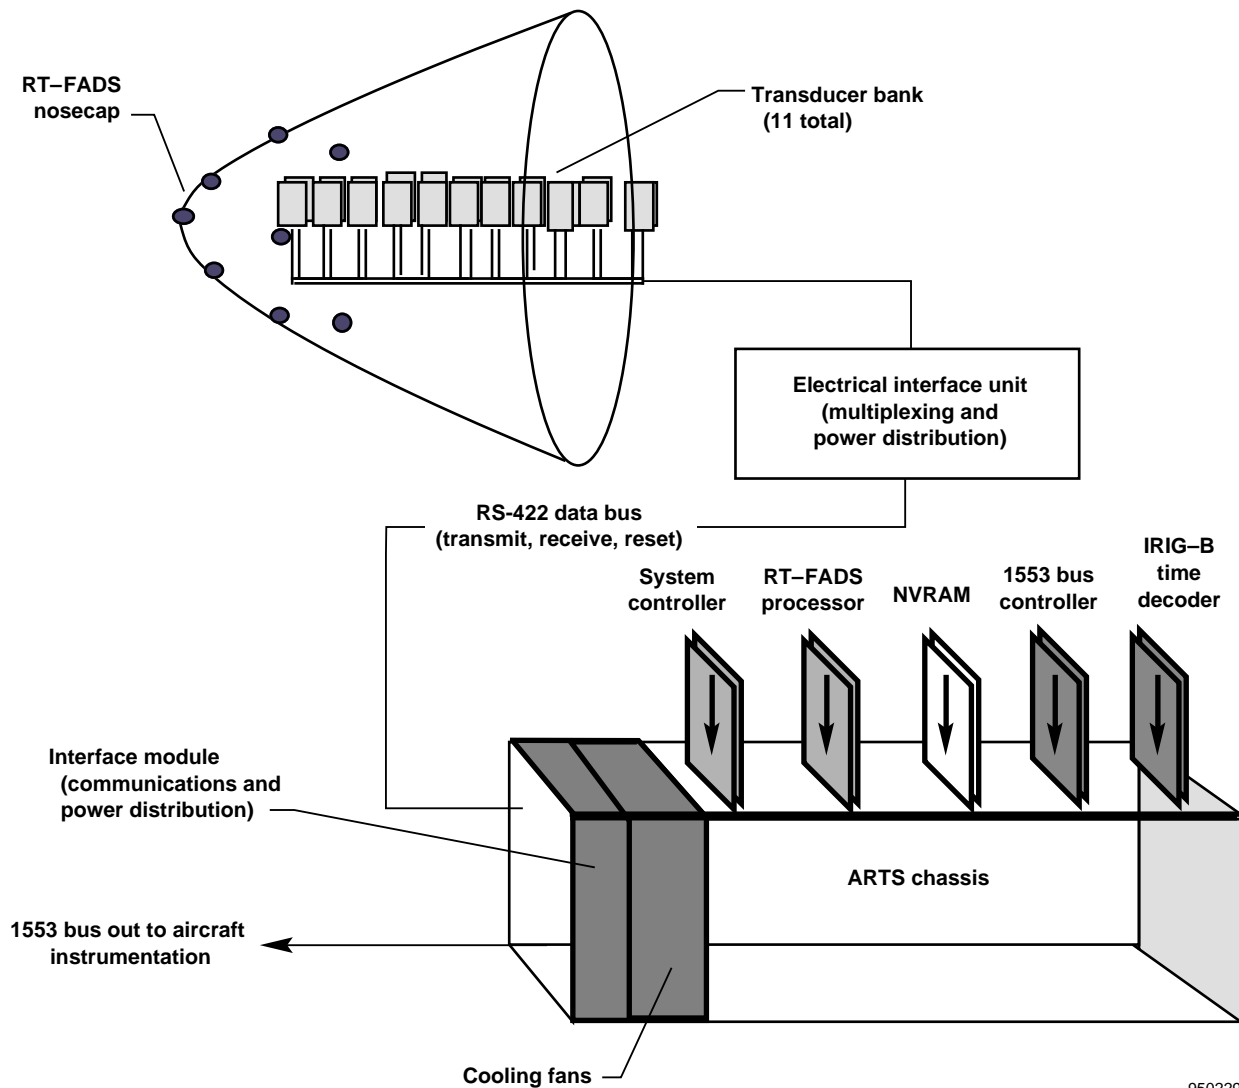 RT–FADS
nosecap
Transducer bank
(11 total)
Electrical interface unit
(multiplexing and
power distribution)
RS-422 data bus
(transmit, receive, reset)
System
controller
RT–FADS
processor
NVRAM
1553 bus
controller
IRIG–B
time
decoder
Interface module
(communications and
power distribution)
ARTS chassis
1553 bus out to aircraft
instrumentation
Cooling fans
950229